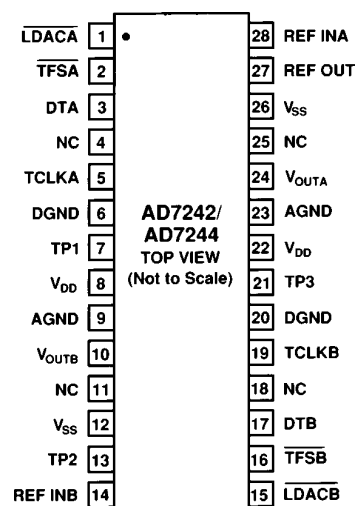 LDACA 1 28 REF INA
TFSA 2 27 REF OUT
DTA 3 26 VSS
NC 4 25 NC
TCLKA 5 24 VOUTA
DGND 6 23 AGND
TP1 7 22 VDD
VDD 8 21 TP3
AGND 9 20 DGND
VOUTB 10 19 TCLKB
NC 11 18 NC
VSS 12 17 DTB
TP2 13 16 TFSB
REF INB 14 15 LDACB
AD7242/
AD7244
TOP VIEW
(Not to Scale)